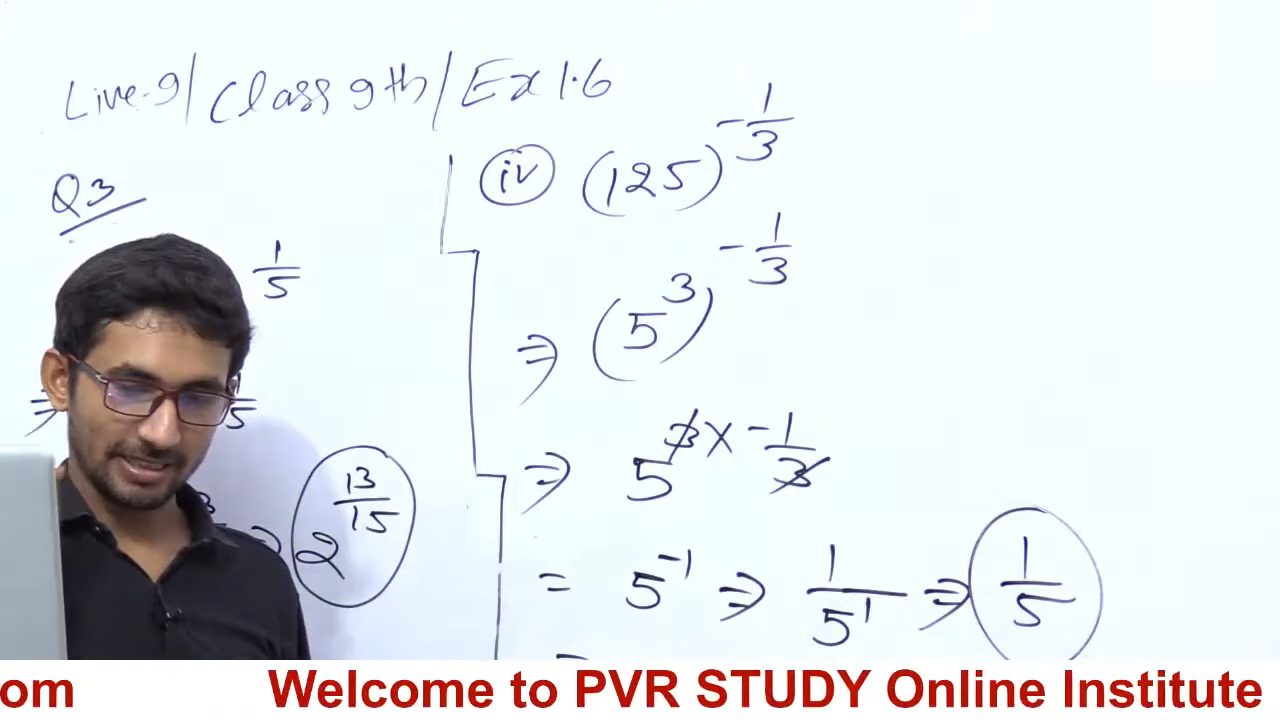 Live-9/Class 9th/Ex 1.6
Q3
1/5
⇒ 1/5
⇒ 2^(13/15)
(iv) (125)^(-1/3)
⇒ (5^3)^(-1/3)
⇒ 5^(3 × -1/3)
= 5^(-1) ⇒ 1/5^1 ⇒ 1/5
om Welcome to PVR STUDY Online Institute